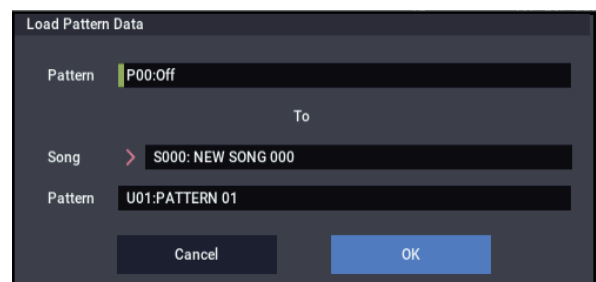 Load Pattern Data
Pattern P00:Off
To
Song S000: NEW SONG 000
Pattern U01:PATTERN 01
Cancel OK